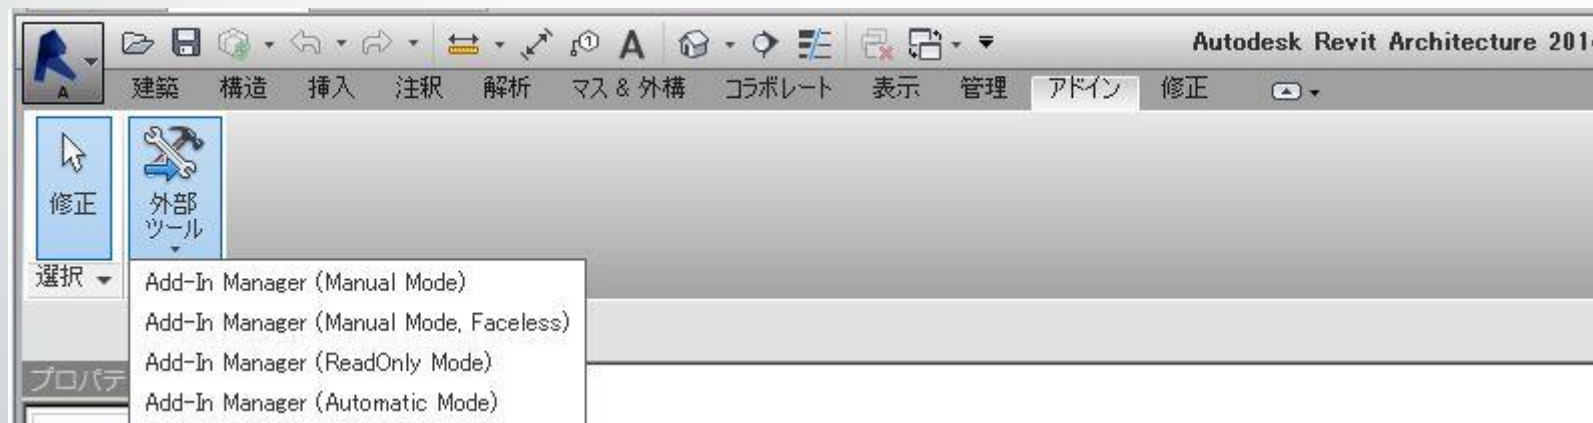 Autodesk Revit Architecture 201
A
建築 構造 挿入 注釈 解析 マス & 外構 コラボレート 表示 管理 アドイン 修正
修正
外部
ツール
選択
Add-In Manager (Manual Mode)
Add-In Manager (Manual Mode, Faceless)
Add-In Manager (ReadOnly Mode)
プロパテ
Add-In Manager (Automatic Mode)